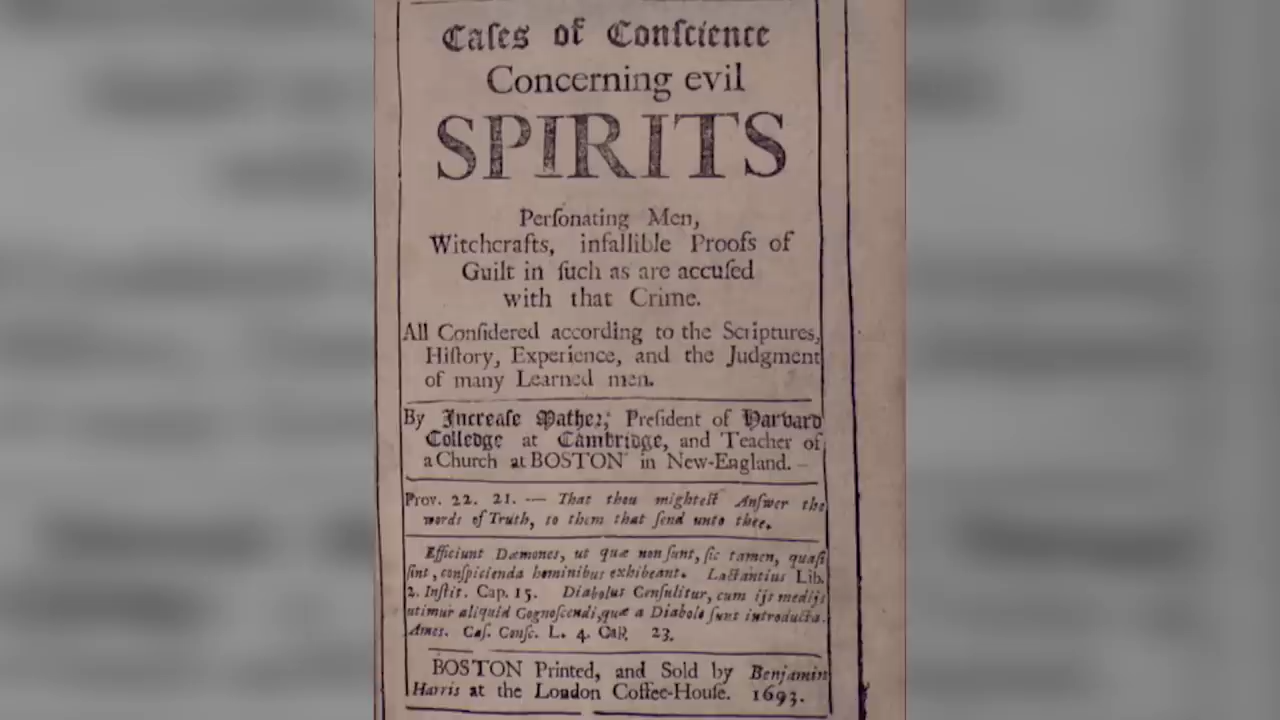 Caſes of Conſcience
Concerning evil
SPIRITS
Perſonating Men,
Witchcrafts, infallible Proofs of
Guilt in ſuch as are accuſed
with that Crime.
All Conſidered according to the Scriptures,
Hiſtory, Experience, and the Judgment
of many Learned men.
By Increaſe Mather, Preſident of Harvard
Colledge at Cambridge, and Teacher of
a Church at BOSTON in New-England.
Prov. 22. 21. — That thou mighteſt Anſwer the
words of Truth, to them that ſend unto thee.
Efficiunt Dæmones, ut quæ non ſunt, ſic tamen, quaſi
ſint, conſpicienda hominibus exhibeant. Lactantius Lib.
2. Inſtit. Cap. 15. Diabolus Conſulitur, cum ijs medijs
utimur aliquid Cognoſcendi, quæ a Diabolo ſunt introducta.
Ames. Caſ. Conſc. L. 4. Cap. 23.
BOSTON Printed, and Sold by Benjamin
Harris at the London Coffee-Houſe. 1693.